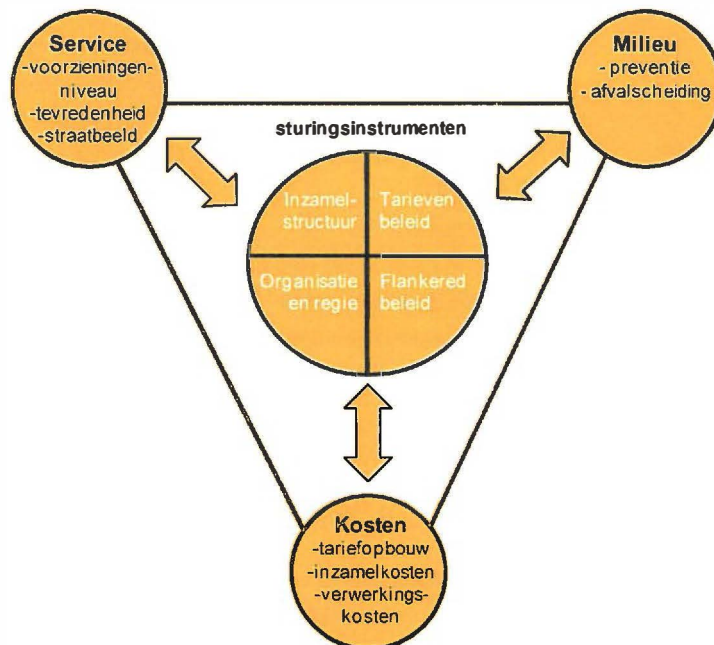 Service
-voorzieningen-
niveau
-tevredenheid
-straatbeeld
Milieu
- preventie
- afvalscheiding
sturingsinstrumenten
Inzamel-
structuur
Tarieven
beleid
Organisatie
en regie
Flankered
beleid
Kosten
-tariefopbouw
-inzamelkosten
-verwerkings-
kosten